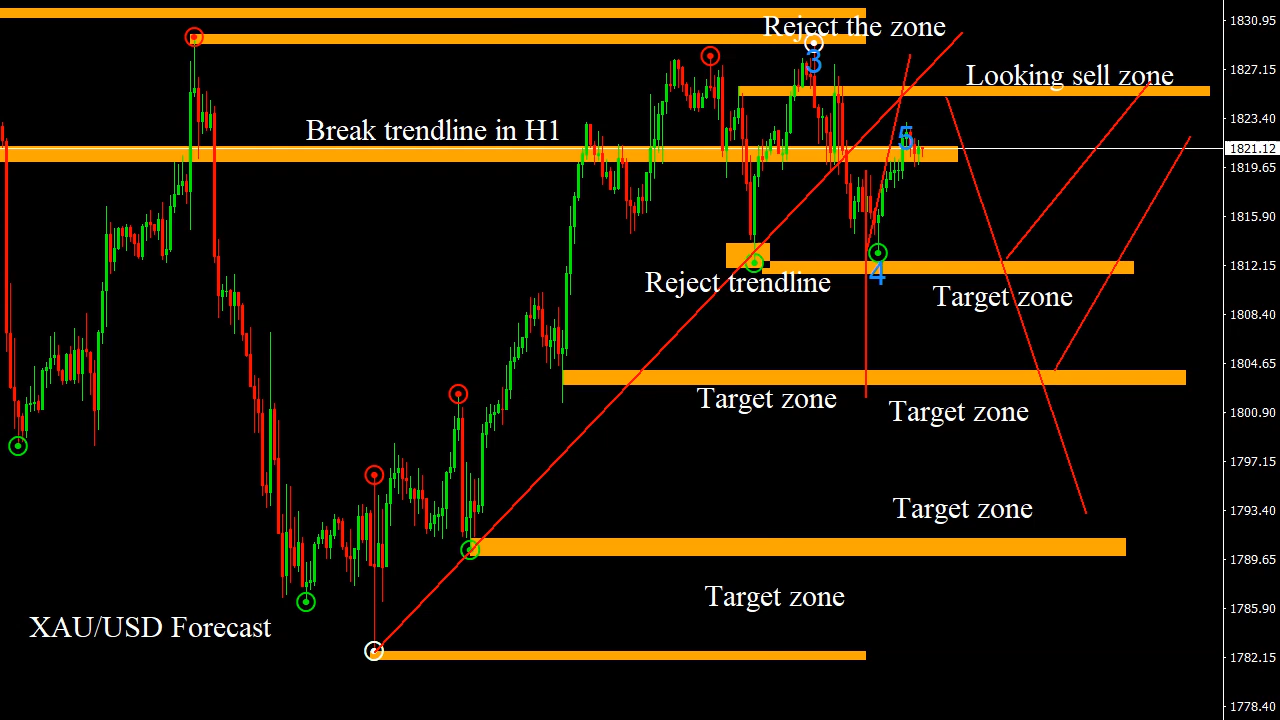 Reject the zone
3
Looking sell zone
Break trendline in H1
5
Reject trendline
4
Target zone
Target zone
Target zone
Target zone
Target zone
XAU/USD Forecast
1830.95
1827.15
1823.40
1821.12
1819.65
1815.90
1812.15
1808.40
1804.65
1800.90
1797.15
1793.40
1789.65
1785.90
1782.15
1778.40